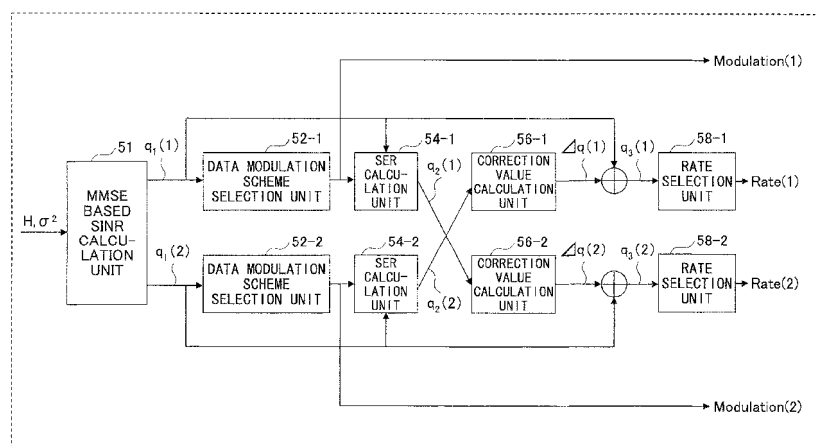 Modulation(1)
51
q₁(1)
52-1
54-1
56-1
⊿q(1)
q₃(1)
58-1
MMSE
BASED
SINR
CALCU-
LATION
UNIT
DATA MODULATION
SCHEME
SELECTION UNIT
SER
CALCU-
LATION
UNIT
q₂(1)
CORRECTION
VALUE
CALCULATION
UNIT
RATE
SELECTION
UNIT
Rate(1)
H,σ²
q₁(2)
52-2
54-2
56-2
⊿q(2)
q₃(2)
58-2
DATA MODULATION
SCHEME
SELECTION UNIT
SER
CALCU-
LATION
UNIT
q₂(2)
CORRECTION
VALUE
CALCULATION
UNIT
RATE
SELECTION
UNIT
Rate(2)
Modulation(2)